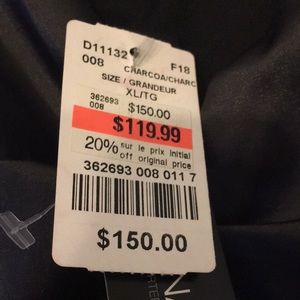 D11132 F18
008
CHARCOA/CHARC
SIZE / GRANDEUR
XL/TG
362693
008
$150.00
$119.99
20% sur le prix initial
off original price
362693 008 011 7
$150.00